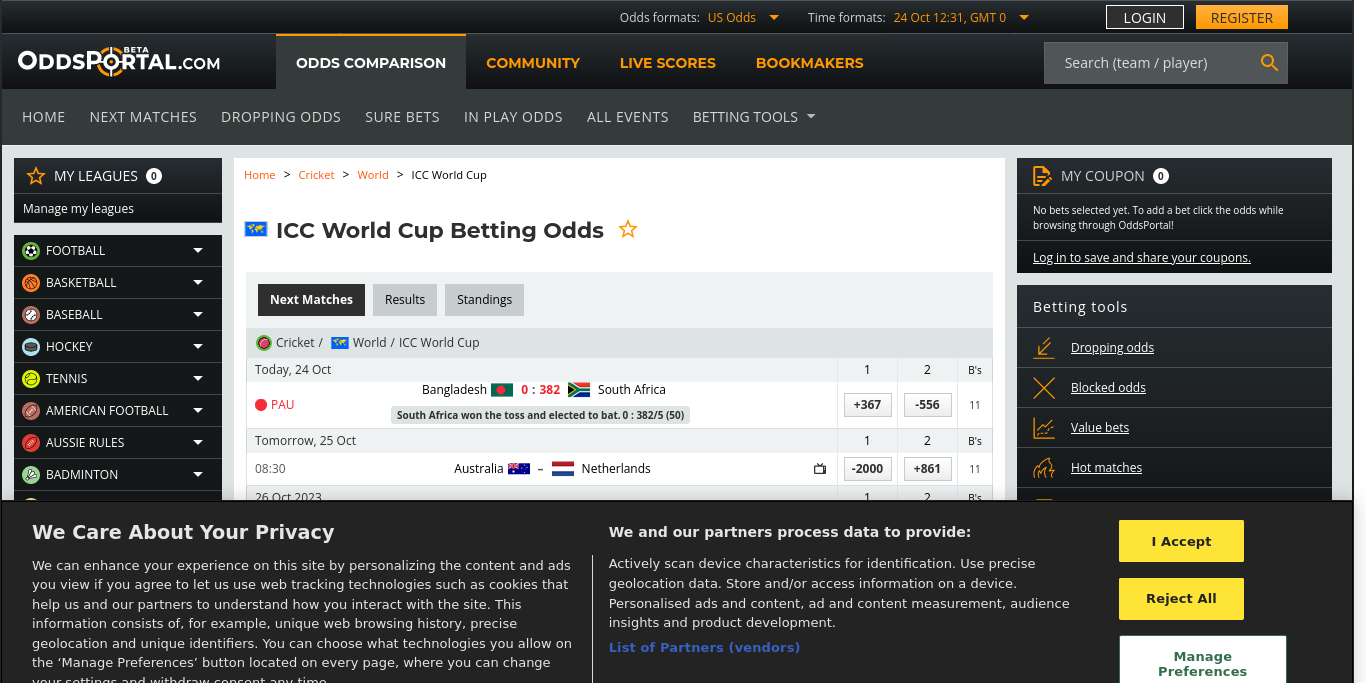 Odds formats: US Odds Time formats: 24 Oct 12:31, GMT 0 LOGIN REGISTER
ODDSPORTAL.COM BETA ODDS COMPARISON COMMUNITY LIVE SCORES BOOKMAKERS Search (team / player)
HOME NEXT MATCHES DROPPING ODDS SURE BETS IN PLAY ODDS ALL EVENTS BETTING TOOLS
MY LEAGUES 0
Manage my leagues
FOOTBALL
BASKETBALL
BASEBALL
HOCKEY
TENNIS
AMERICAN FOOTBALL
AUSSIE RULES
BADMINTON
Home > Cricket > World > ICC World Cup
ICC World Cup Betting Odds
Next Matches Results Standings
Cricket / World / ICC World Cup
Today, 24 Oct 1 2 B's
Bangladesh 0 : 382 South Africa
PAU +367 -556 11
South Africa won the toss and elected to bat. 0 : 382/5 (50)
Tomorrow, 25 Oct 1 2 B's
08:30 Australia – Netherlands -2000 +861 11
26 Oct 2023 1 2 B's
MY COUPON 0
No bets selected yet. To add a bet click the odds while
browsing through OddsPortal!
Log in to save and share your coupons.
Betting tools
Dropping odds
Blocked odds
Value bets
Hot matches
We Care About Your Privacy
We can enhance your experience on this site by personalizing the content and ads
you view if you agree to let us use web tracking technologies such as cookies that
help us and our partners to understand how you interact with the site. This
information consists of, for example, unique web browsing history, precise
geolocation and unique identifiers. You can choose what technologies you allow on
the ‘Manage Preferences’ button located on every page, where you can change
your settings and withdraw consent any time.
We and our partners process data to provide:
Actively scan device characteristics for identification. Use precise
geolocation data. Store and/or access information on a device.
Personalised ads and content, ad and content measurement, audience
insights and product development.
List of Partners (vendors)
I Accept
Reject All
Manage
Preferences